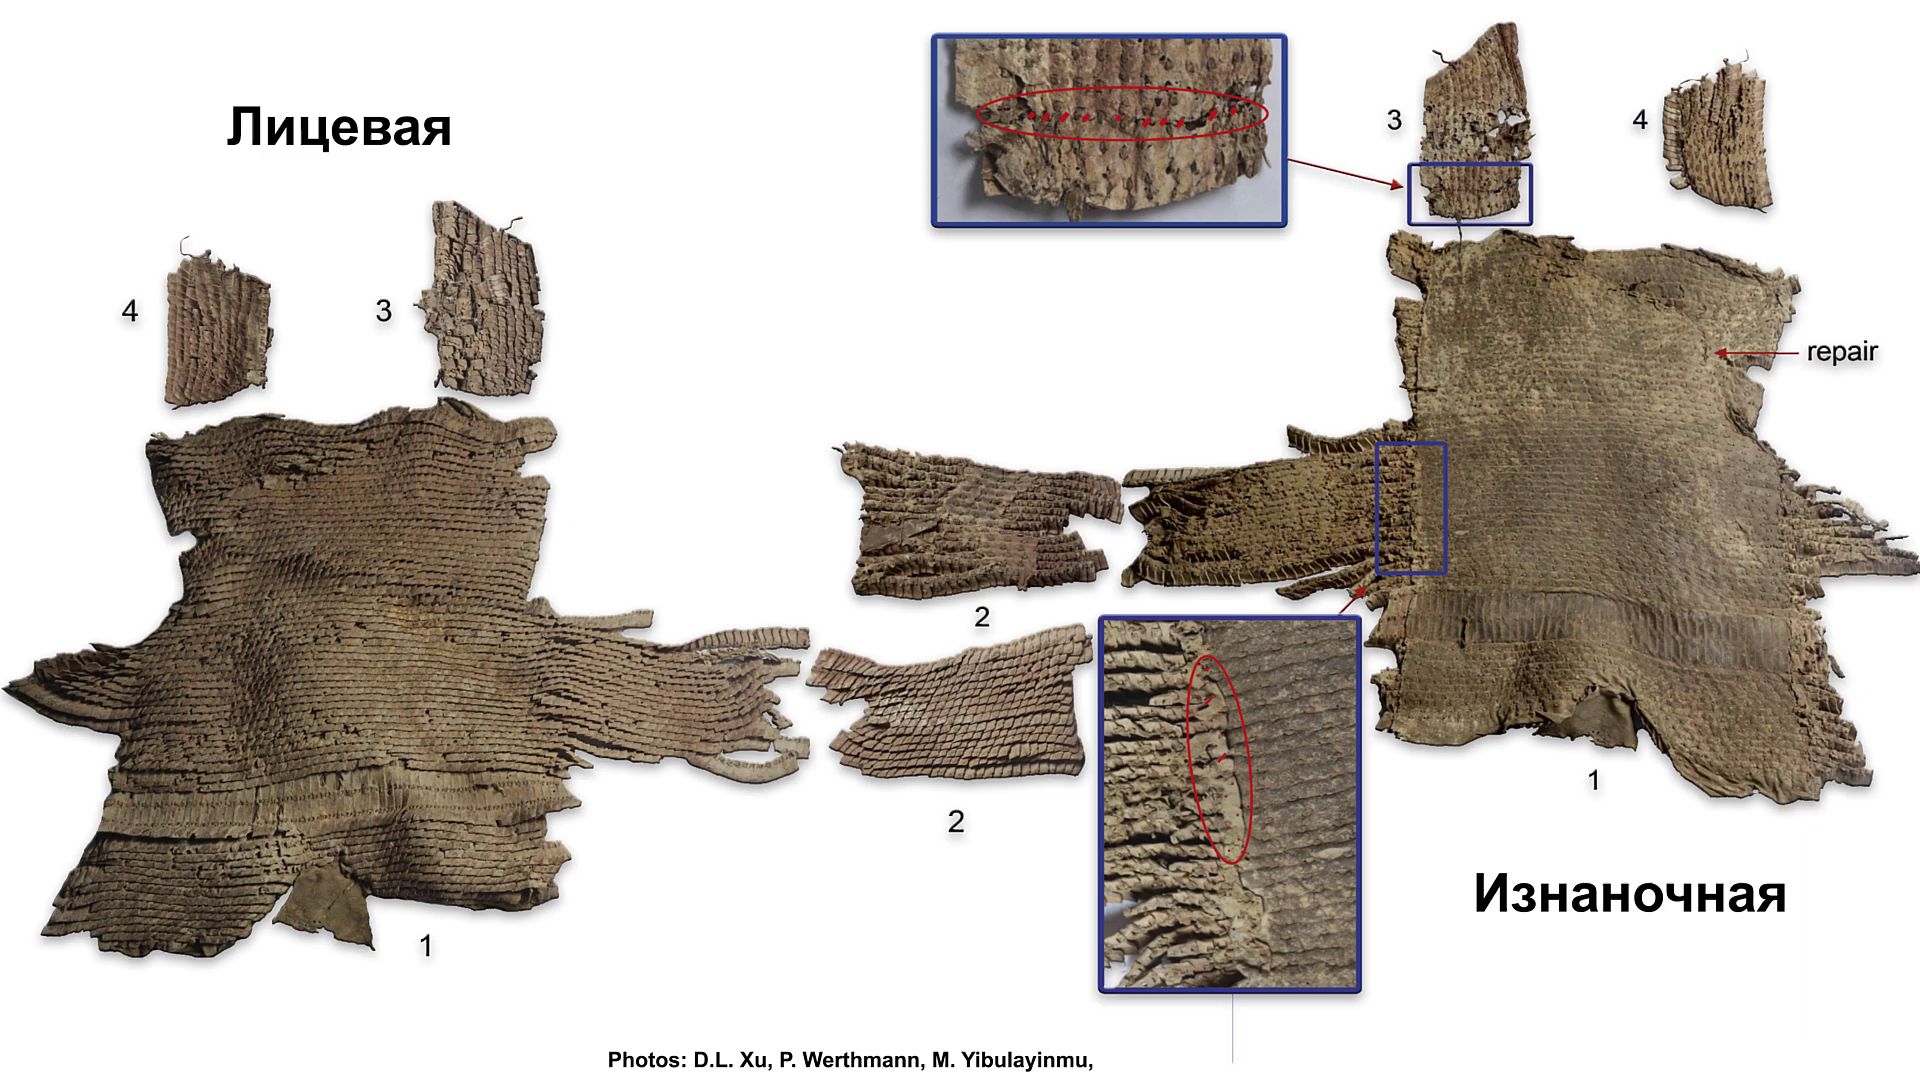 Лицевая
4
3
3
4
repair
2
2
1
1
Изнаночная
Photos: D.L. Xu, P. Werthmann, M. Yibulayinmu,